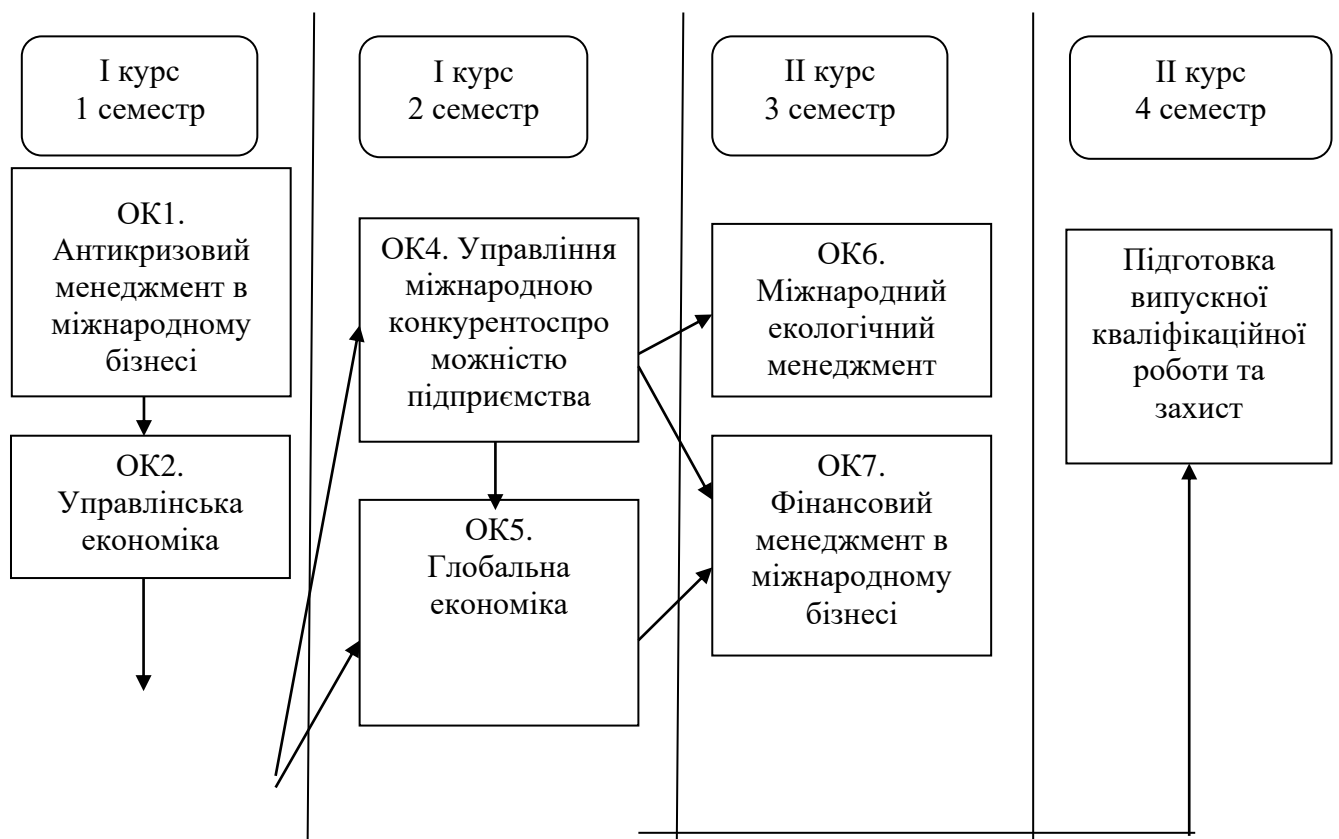 І курс
1 семестр
І курс
2 семестр
ІІ курс
3 семестр
ІІ курс
4 семестр
ОК1.
Антикризовий
менеджмент в
міжнародному
бізнесі
ОК2.
Управлінська
економіка
ОК4. Управління
міжнародною
конкурентоспро
можністю
підприємства
ОК5.
Глобальна
економіка
ОК6.
Міжнародний
екологічний
менеджмент
ОК7.
Фінансовий
менеджмент в
міжнародному
бізнесі
Підготовка
випускної
кваліфікаційної
роботи та
захист